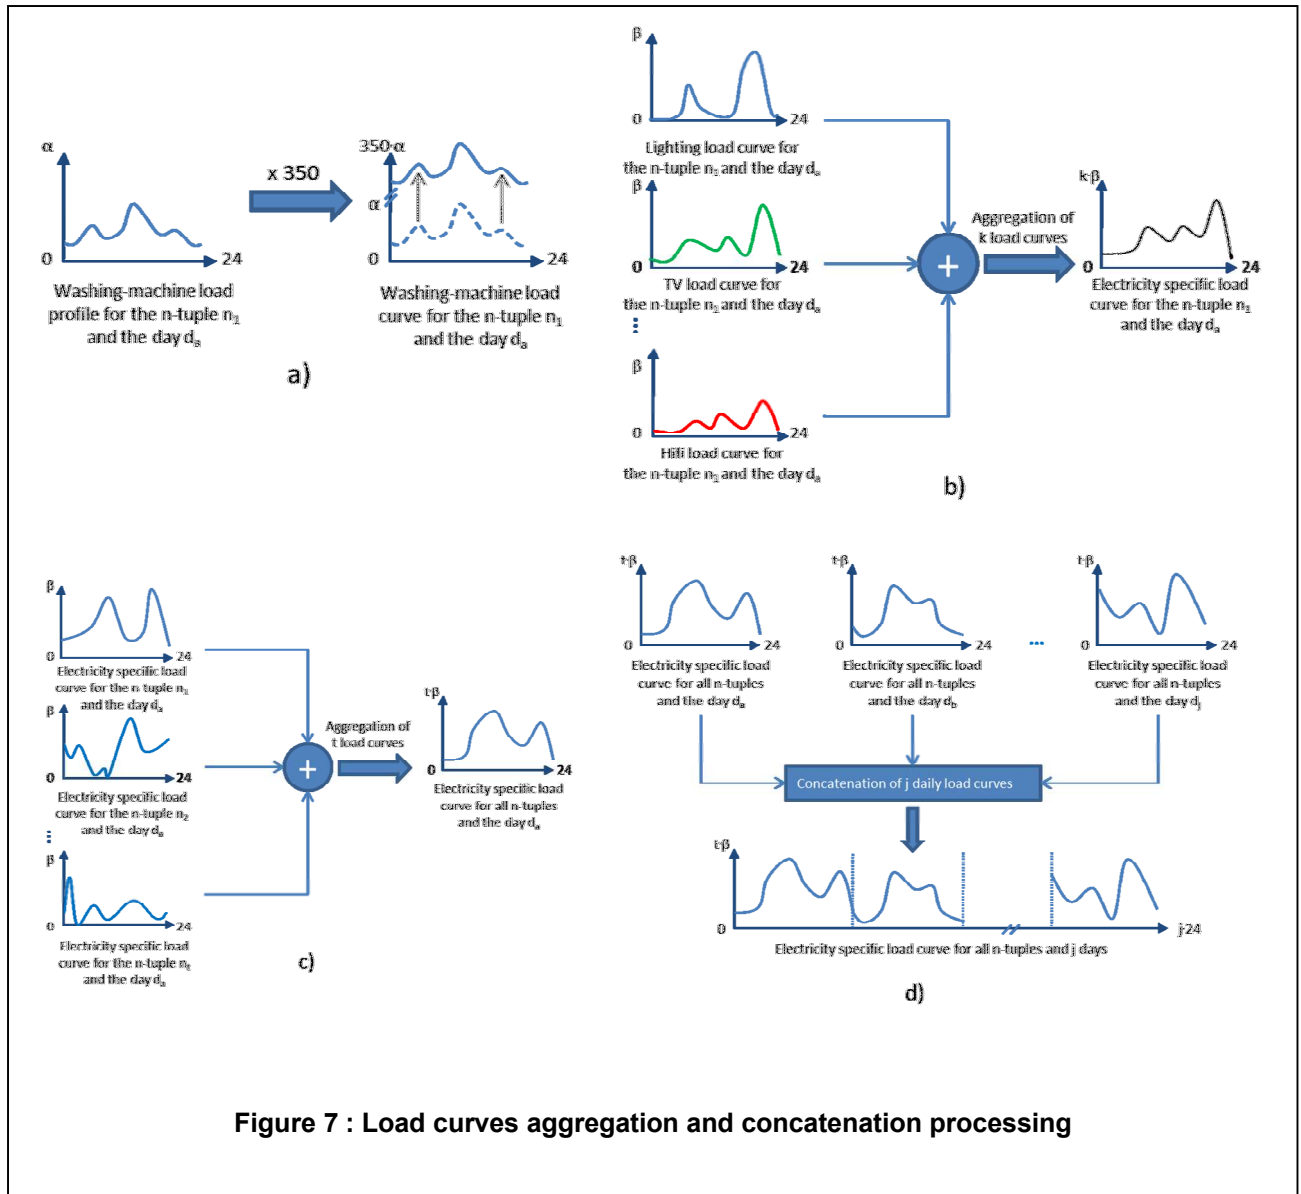 α
0
24
Washing-machine load
profile for the n-tuple n1
and the day da
x 350
350·α
α
0
24
Washing-machine load
curve for the n-tuple n1
and the day da
a)
β
0
24
Lighting load curve for
the n-tuple n1 and the day da
β
0
24
TV load curve for
the n-tuple n1 and the day da
...
β
0
24
Hifi load curve for
the n-tuple n1 and the day da
+
Aggregation of
k load curves
k·β
0
24
Electricity specific load
curve for the n-tuple n1
and the day da
b)
β
0
24
Electricity specific load
curve for the n-tuple n1
and the day da
β
0
24
Electricity specific load
curve for the n-tuple n2
and the day da
...
β
0
24
Electricity specific load
curve for the n-tuple nt
and the day da
+
Aggregation of
t load curves
t·β
0
24
Electricity specific load
curve for all n-tuples
and the day da
c)
t·β
0
24
Electricity specific load
curve for all n-tuples
and the day da
t·β
0
24
Electricity specific load
curve for all n-tuples
and the day db
...
t·β
0
24
Electricity specific load
curve for all n-tuples
and the day dj
Concatenation of j daily load curves
t·β
0
j·24
Electricity specific load curve for all n-tuples and j days
d)
Figure 7 : Load curves aggregation and concatenation processing